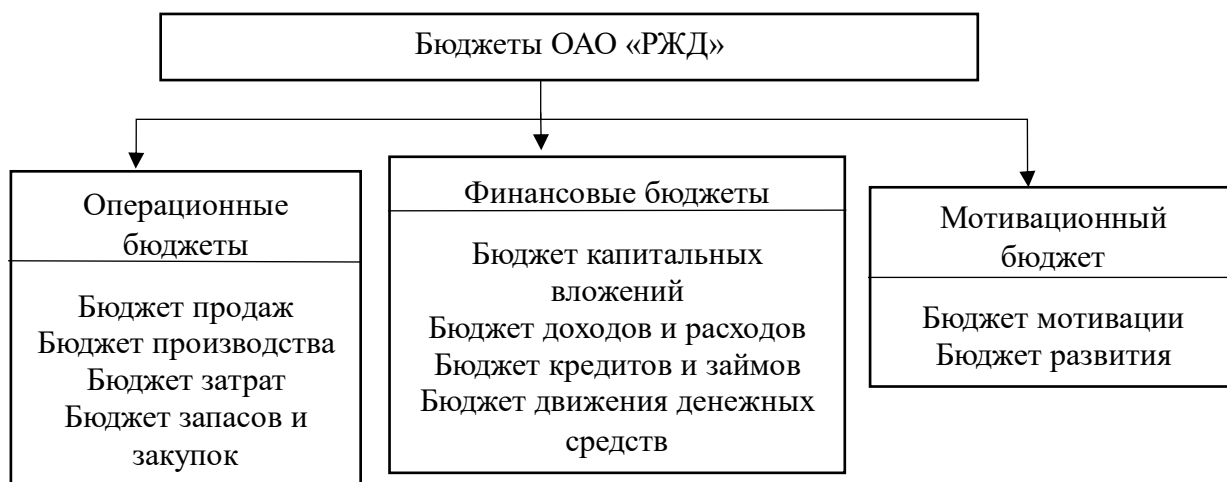 Бюджеты ОАО «РЖД»
Операционные
бюджеты
Бюджет продаж
Бюджет производства
Бюджет затрат
Бюджет запасов и
закупок
Финансовые бюджеты
Бюджет капитальных
вложений
Бюджет доходов и расходов
Бюджет кредитов и займов
Бюджет движения денежных
средств
Мотивационный
бюджет
Бюджет мотивации
Бюджет развития